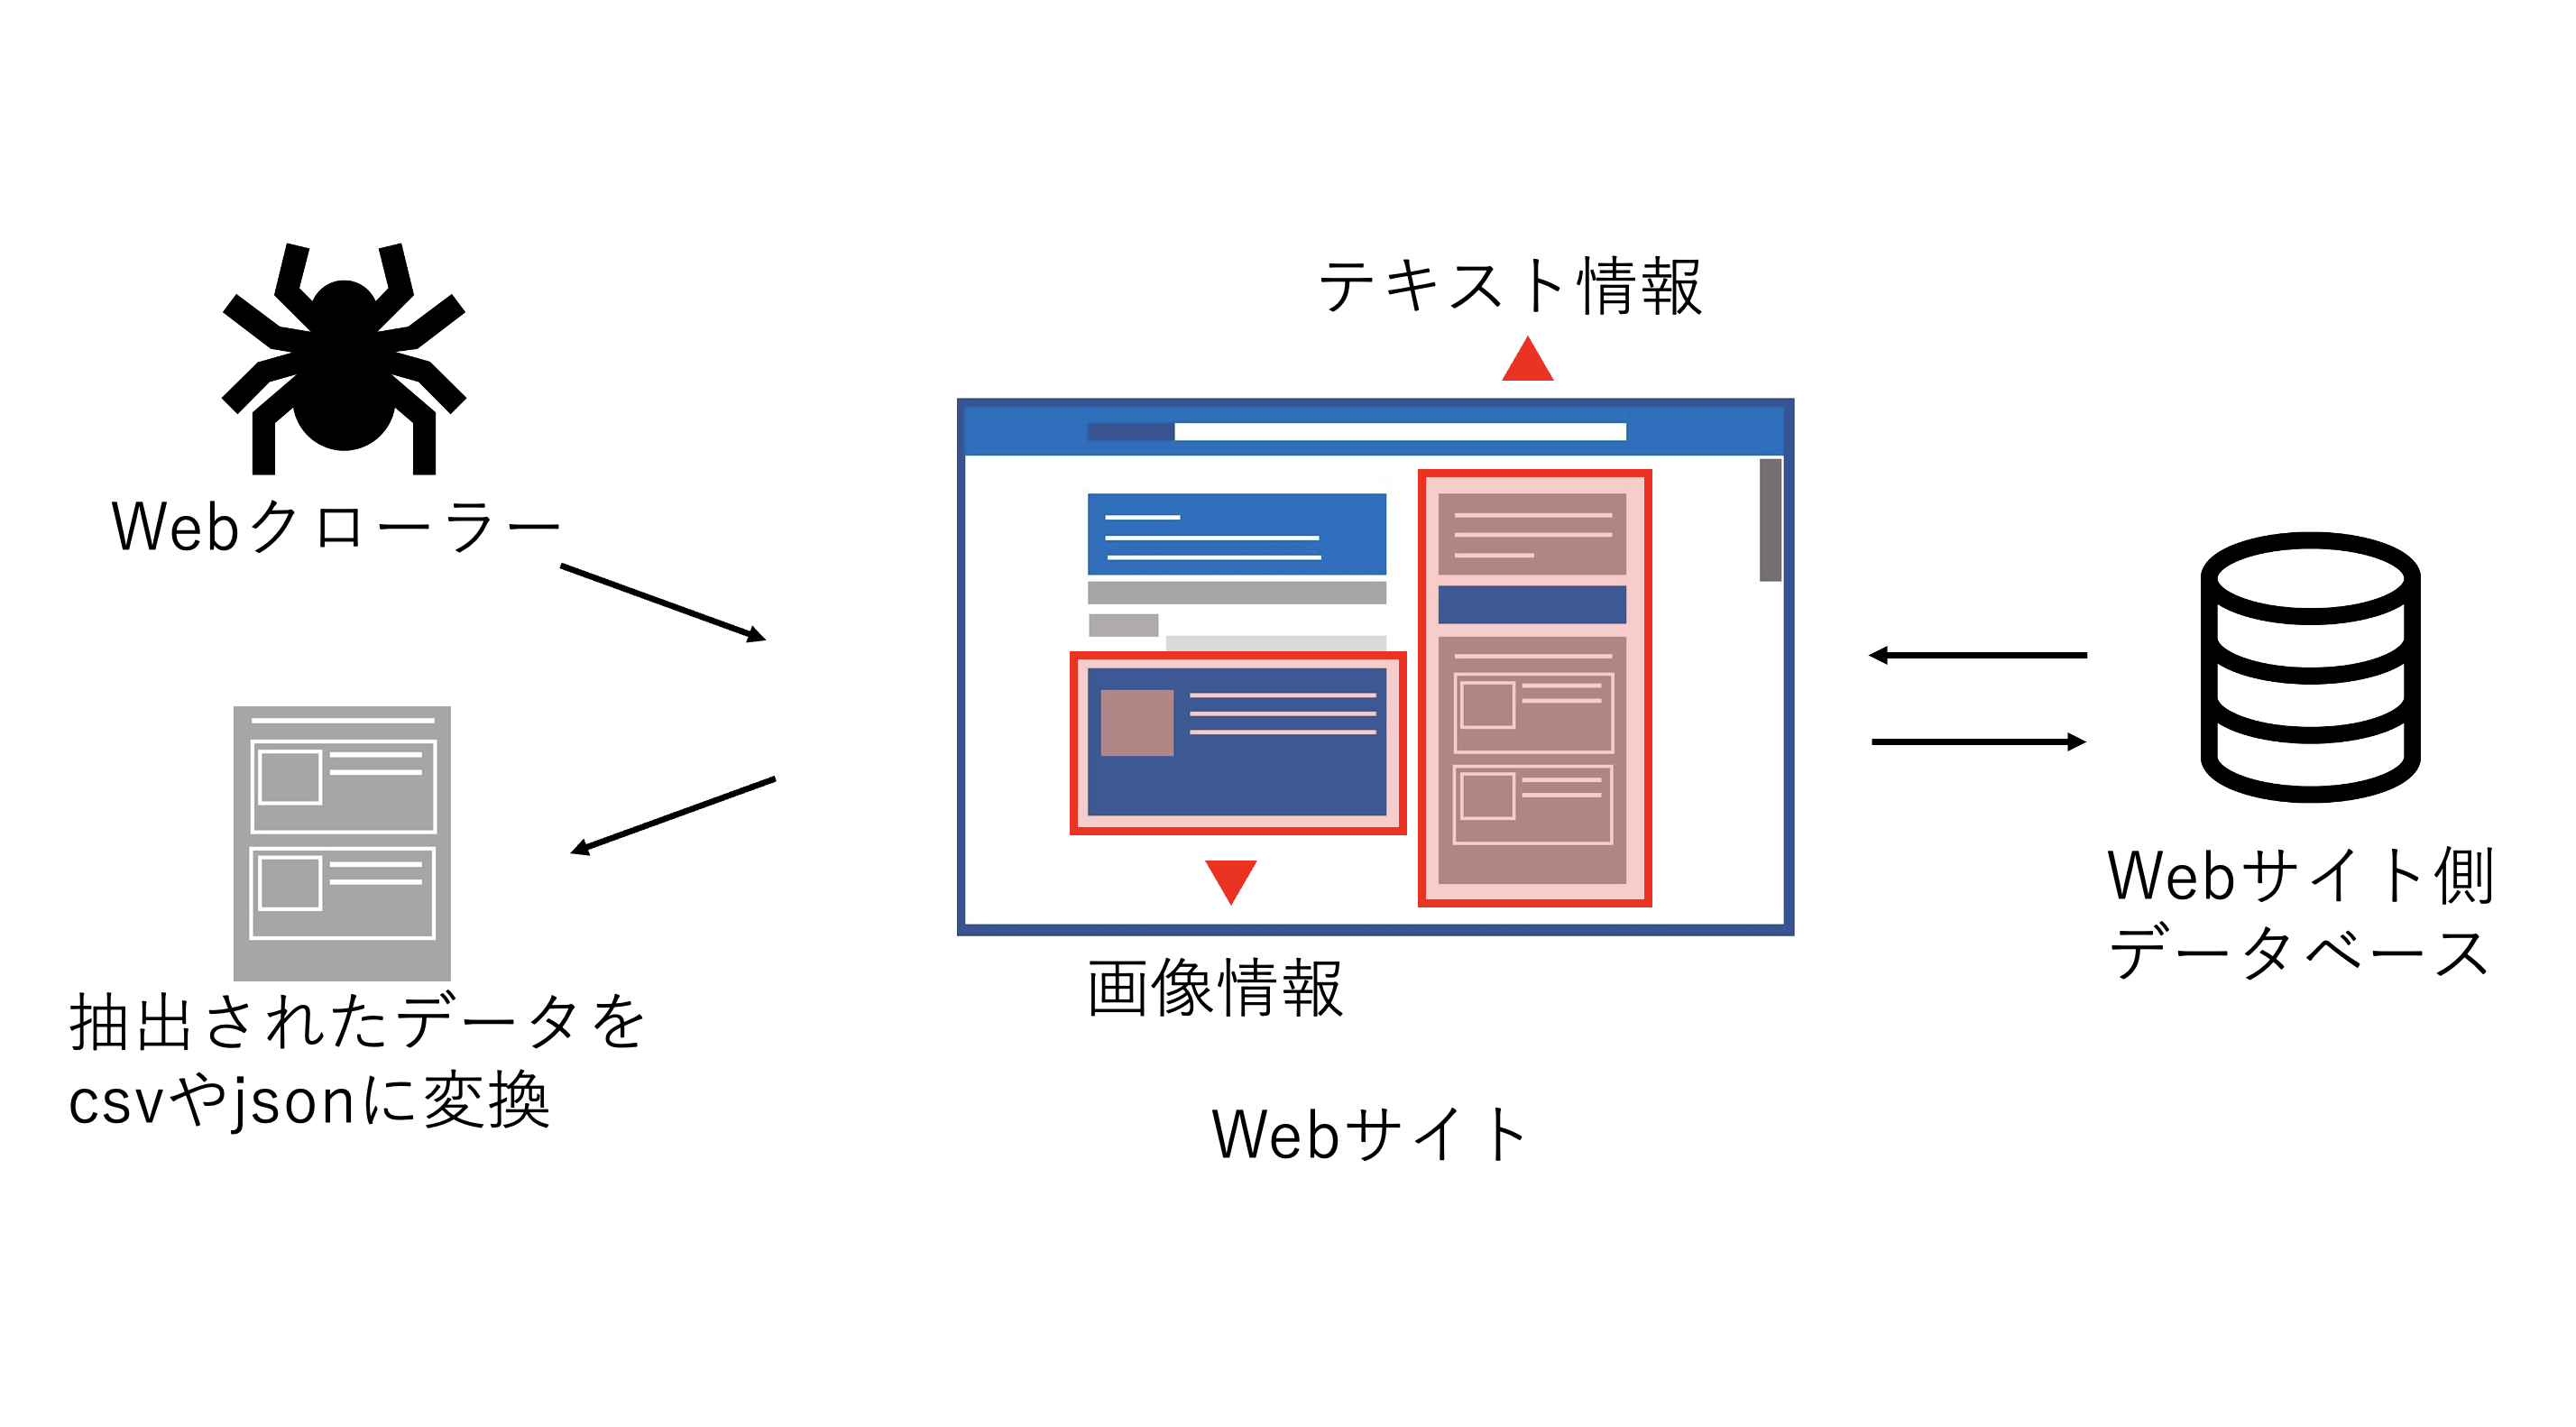 Webクローラー
抽出されたデータを
csvやjsonに変換
テキスト情報
画像情報
Webサイト
Webサイト側
データベース